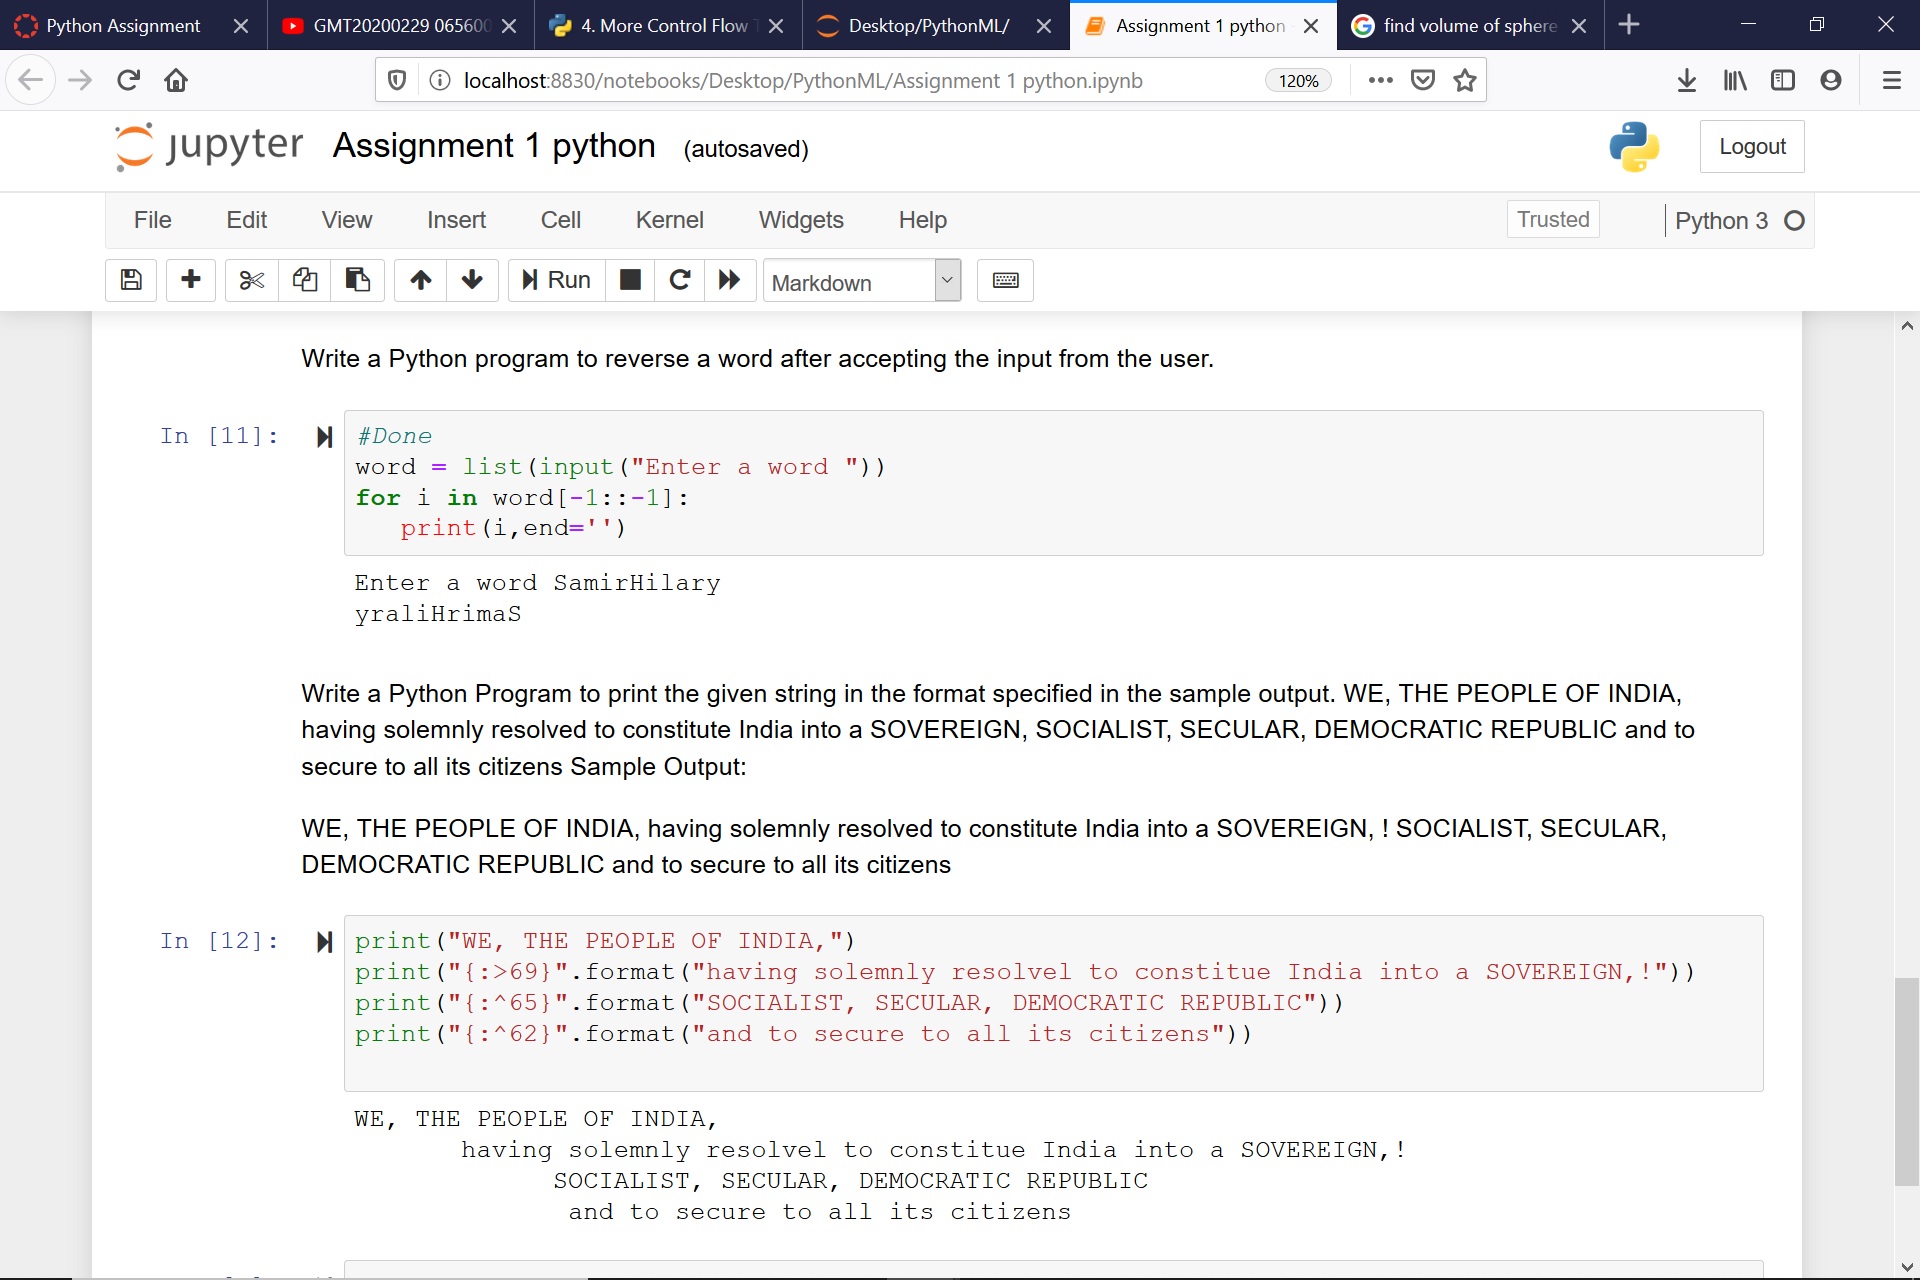 Python Assignment
GMT20200229 065600
4. More Control Flow T
Desktop/PythonML/
Assignment 1 python
find volume of sphere
localhost:8830/notebooks/Desktop/PythonML/Assignment 1 python.ipynb
120%
jupyter
Assignment 1 python (autosaved)
Logout
File Edit View Insert Cell Kernel Widgets Help
Trusted
Python 3
Run
Markdown
Write a Python program to reverse a word after accepting the input from the user.
In [11]:
#Done
word = list(input("Enter a word "))
for i in word[-1::-1]:
   print(i,end='')
Enter a word SamirHilary
yraliHrimaS
Write a Python Program to print the given string in the format specified in the sample output. WE, THE PEOPLE OF INDIA,
having solemnly resolved to constitute India into a SOVEREIGN, SOCIALIST, SECULAR, DEMOCRATIC REPUBLIC and to
secure to all its citizens Sample Output:
WE, THE PEOPLE OF INDIA, having solemnly resolved to constitute India into a SOVEREIGN, ! SOCIALIST, SECULAR,
DEMOCRATIC REPUBLIC and to secure to all its citizens
In [12]:
print("WE, THE PEOPLE OF INDIA,")
print("{:>69}".format("having solemnly resolvel to constitue India into a SOVEREIGN,!"))
print("{:^65}".format("SOCIALIST, SECULAR, DEMOCRATIC REPUBLIC"))
print("{:^62}".format("and to secure to all its citizens"))
WE, THE PEOPLE OF INDIA,
       having solemnly resolvel to constitue India into a SOVEREIGN,!
             SOCIALIST, SECULAR, DEMOCRATIC REPUBLIC
              and to secure to all its citizens